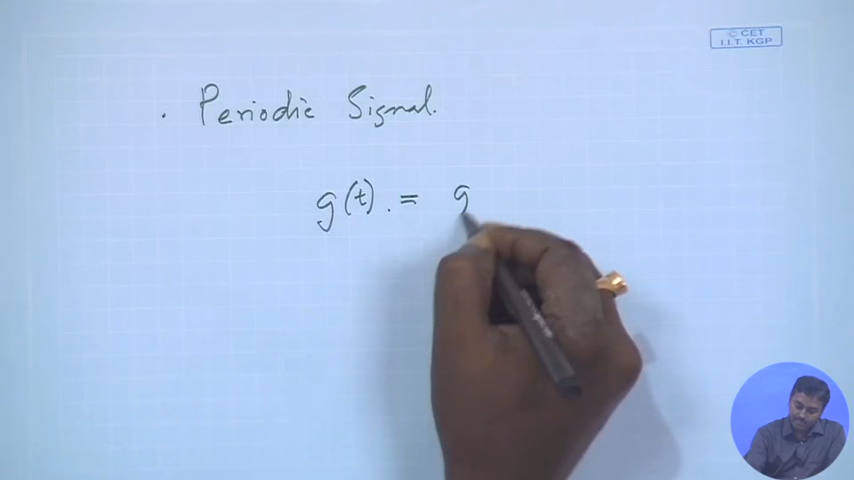 © CET
I.I.T. KGP
. Periodic Signal.
g(t). = g